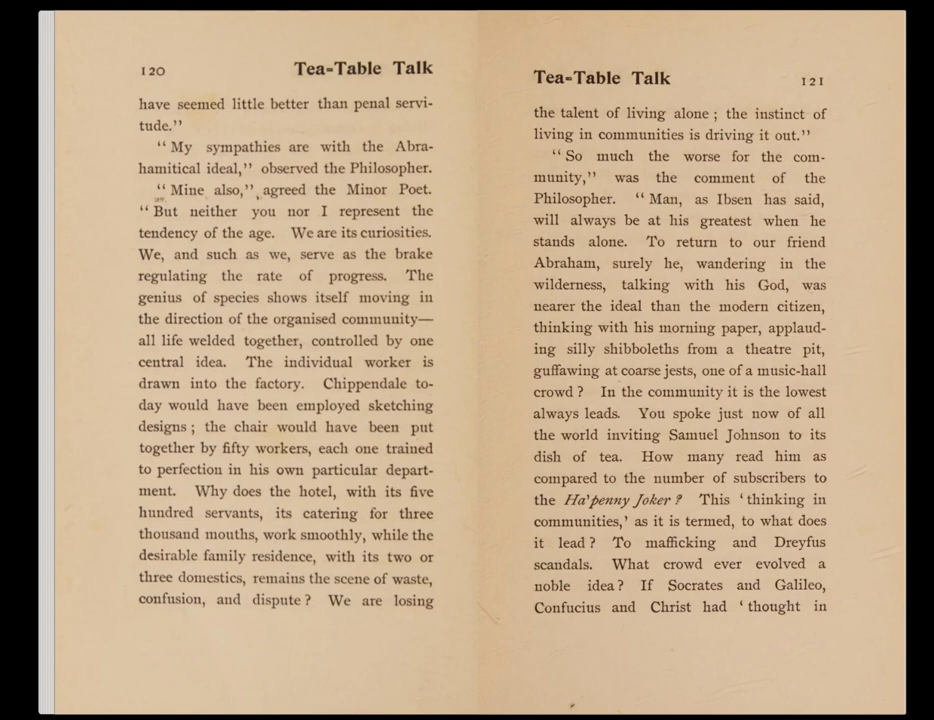 120 Tea-Table Talk
have seemed little better than penal servi-
tude."
"My sympathies are with the Abra-
hamitical ideal," observed the Philosopher.
"Mine also," agreed the Minor Poet.
"But neither you nor I represent the
tendency of the age. We are its curiosities.
We, and such as we, serve as the brake
regulating the rate of progress. The
genius of species shows itself moving in
the direction of the organised community—
all life welded together, controlled by one
central idea. The individual worker is
drawn into the factory. Chippendale to-
day would have been employed sketching
designs; the chair would have been put
together by fifty workers, each one trained
to perfection in his own particular depart-
ment. Why does the hotel, with its five
hundred servants, its catering for three
thousand mouths, work smoothly, while the
desirable family residence, with its two or
three domestics, remains the scene of waste,
confusion, and dispute? We are losing
Tea-Table Talk 121
the talent of living alone; the instinct of
living in communities is driving it out."
"So much the worse for the com-
munity," was the comment of the
Philosopher. "Man, as Ibsen has said,
will always be at his greatest when he
stands alone. To return to our friend
Abraham, surely he, wandering in the
wilderness, talking with his God, was
nearer the ideal than the modern citizen,
thinking with his morning paper, applaud-
ing silly shibboleths from a theatre pit,
guffawing at coarse jests, one of a music-hall
crowd? In the community it is the lowest
always leads. You spoke just now of all
the world inviting Samuel Johnson to its
dish of tea. How many read him as
compared to the number of subscribers to
the Ha'penny Joker? This 'thinking in
communities,' as it is termed, to what does
it lead? To mafficking and Dreyfus
scandals. What crowd ever evolved a
noble idea? If Socrates and Galileo,
Confucius and Christ had 'thought in